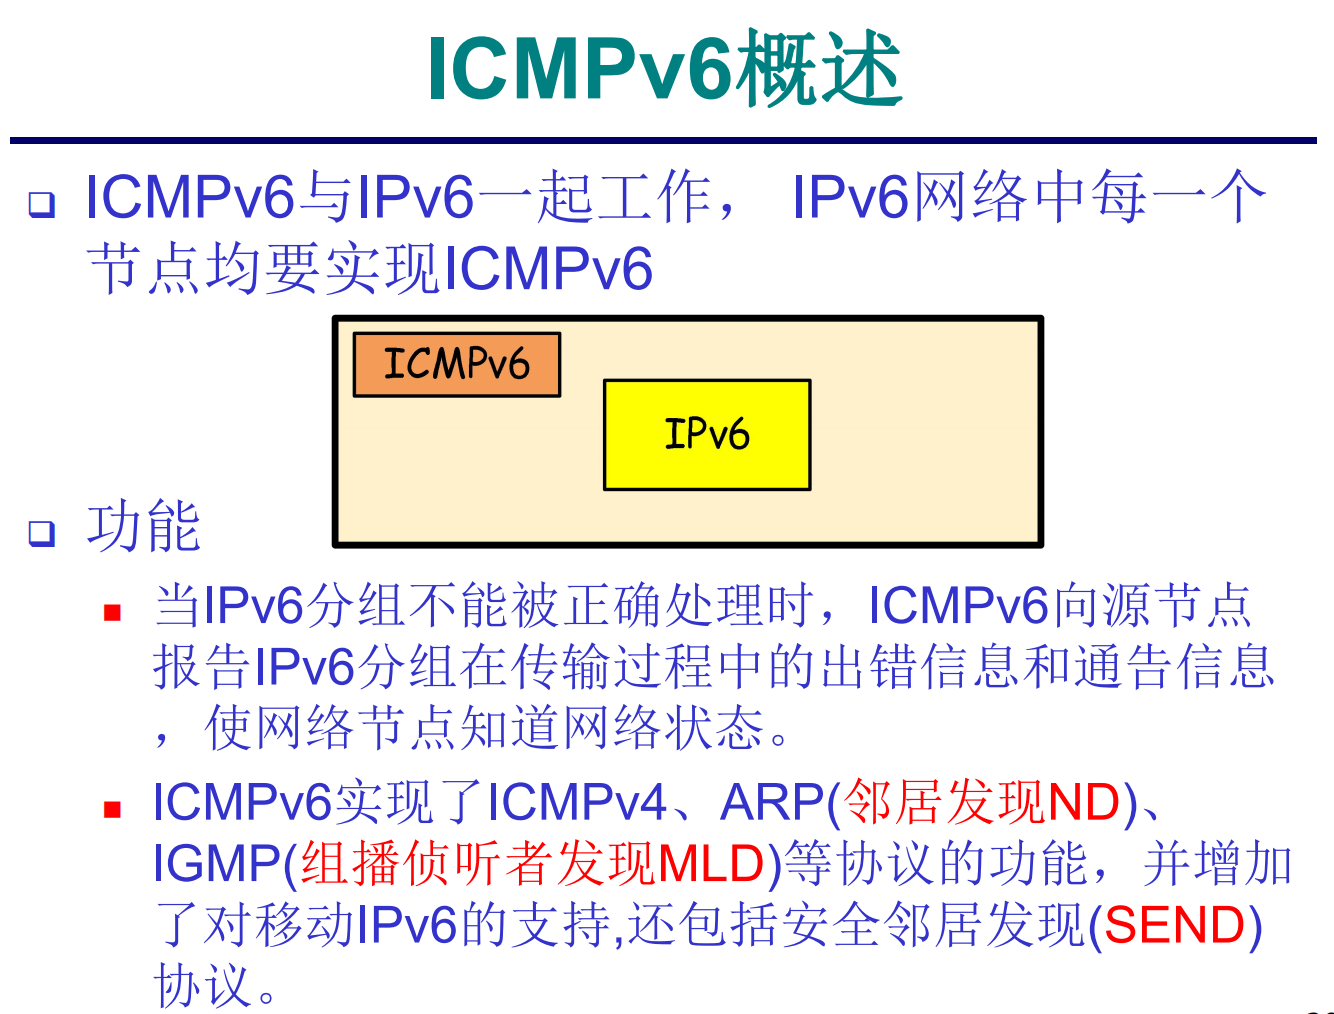 ICMPv6概述
ICMPv6与IPv6一起工作， IPv6网络中每一个
节点均要实现ICMPv6
ICMPv6
IPv6
功能
当IPv6分组不能被正确处理时，ICMPv6向源节点
报告IPv6分组在传输过程中的出错信息和通告信息
，使网络节点知道网络状态。
ICMPv6实现了ICMPv4、ARP(邻居发现ND)、
IGMP(组播侦听者发现MLD)等协议的功能，并增加
了对移动IPv6的支持,还包括安全邻居发现(SEND)
协议。